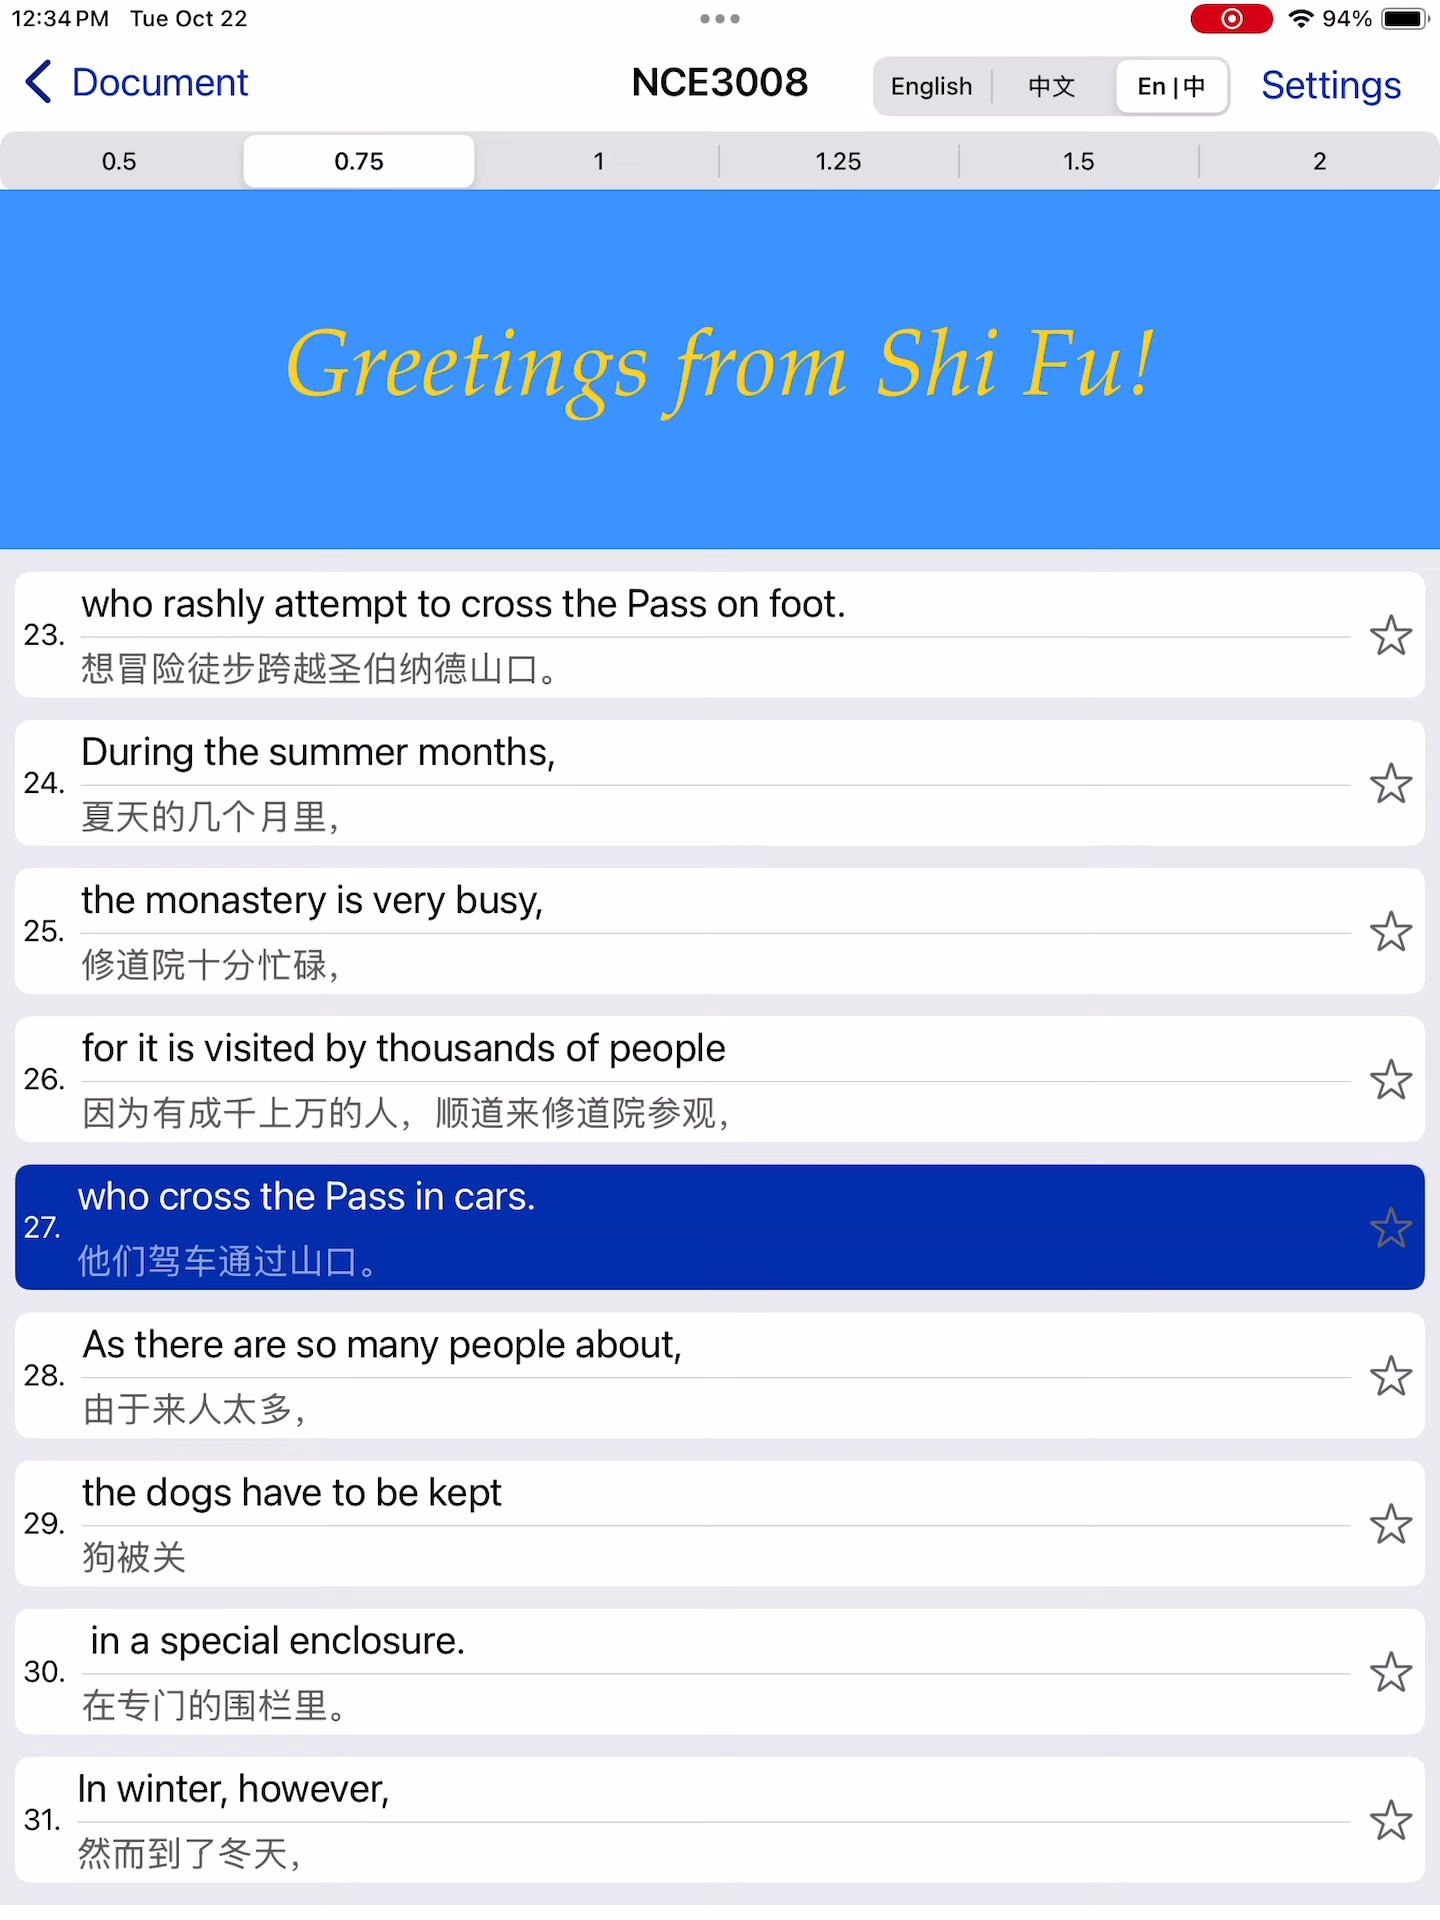 12:34 PM Tue Oct 22
94%
Document
NCE3008
English
中文
En | 中
Settings
0.5
0.75
1
1.25
1.5
2
Greetings from Shi Fu!
23.
who rashly attempt to cross the Pass on foot.
想冒险徒步跨越圣伯纳德山口。
24.
During the summer months,
夏天的几个月里，
25.
the monastery is very busy,
修道院十分忙碌，
26.
for it is visited by thousands of people
因为有成千上万的人，顺道来修道院参观，
27.
who cross the Pass in cars.
他们驾车通过山口。
28.
As there are so many people about,
由于来人太多，
29.
the dogs have to be kept
狗被关
30.
in a special enclosure.
在专门的围栏里。
31.
In winter, however,
然而到了冬天，